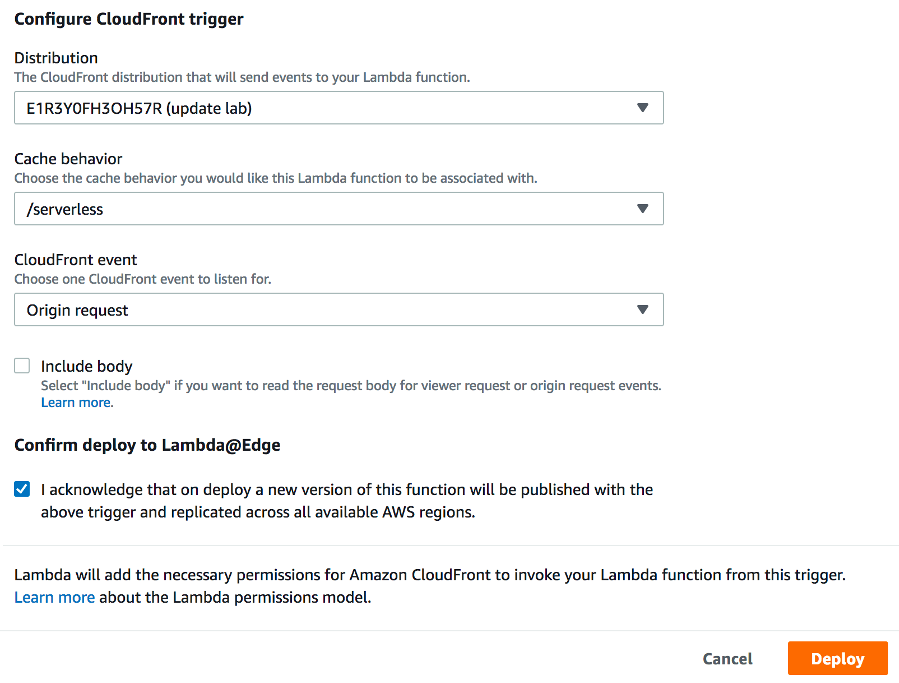 Configure CloudFront trigger
Distribution
The CloudFront distribution that will send events to your Lambda function.
E1R3Y0FH3OH57R (update lab)
Cache behavior
Choose the cache behavior you would like this Lambda function to be associated with.
/serverless
CloudFront event
Choose one CloudFront event to listen for.
Origin request
Include body
Select "Include body" if you want to read the request body for viewer request or origin request events.
Learn more.
Confirm deploy to Lambda@Edge
I acknowledge that on deploy a new version of this function will be published with the
above trigger and replicated across all available AWS regions.
Lambda will add the necessary permissions for Amazon CloudFront to invoke your Lambda function from this trigger.
Learn more about the Lambda permissions model.
Cancel Deploy